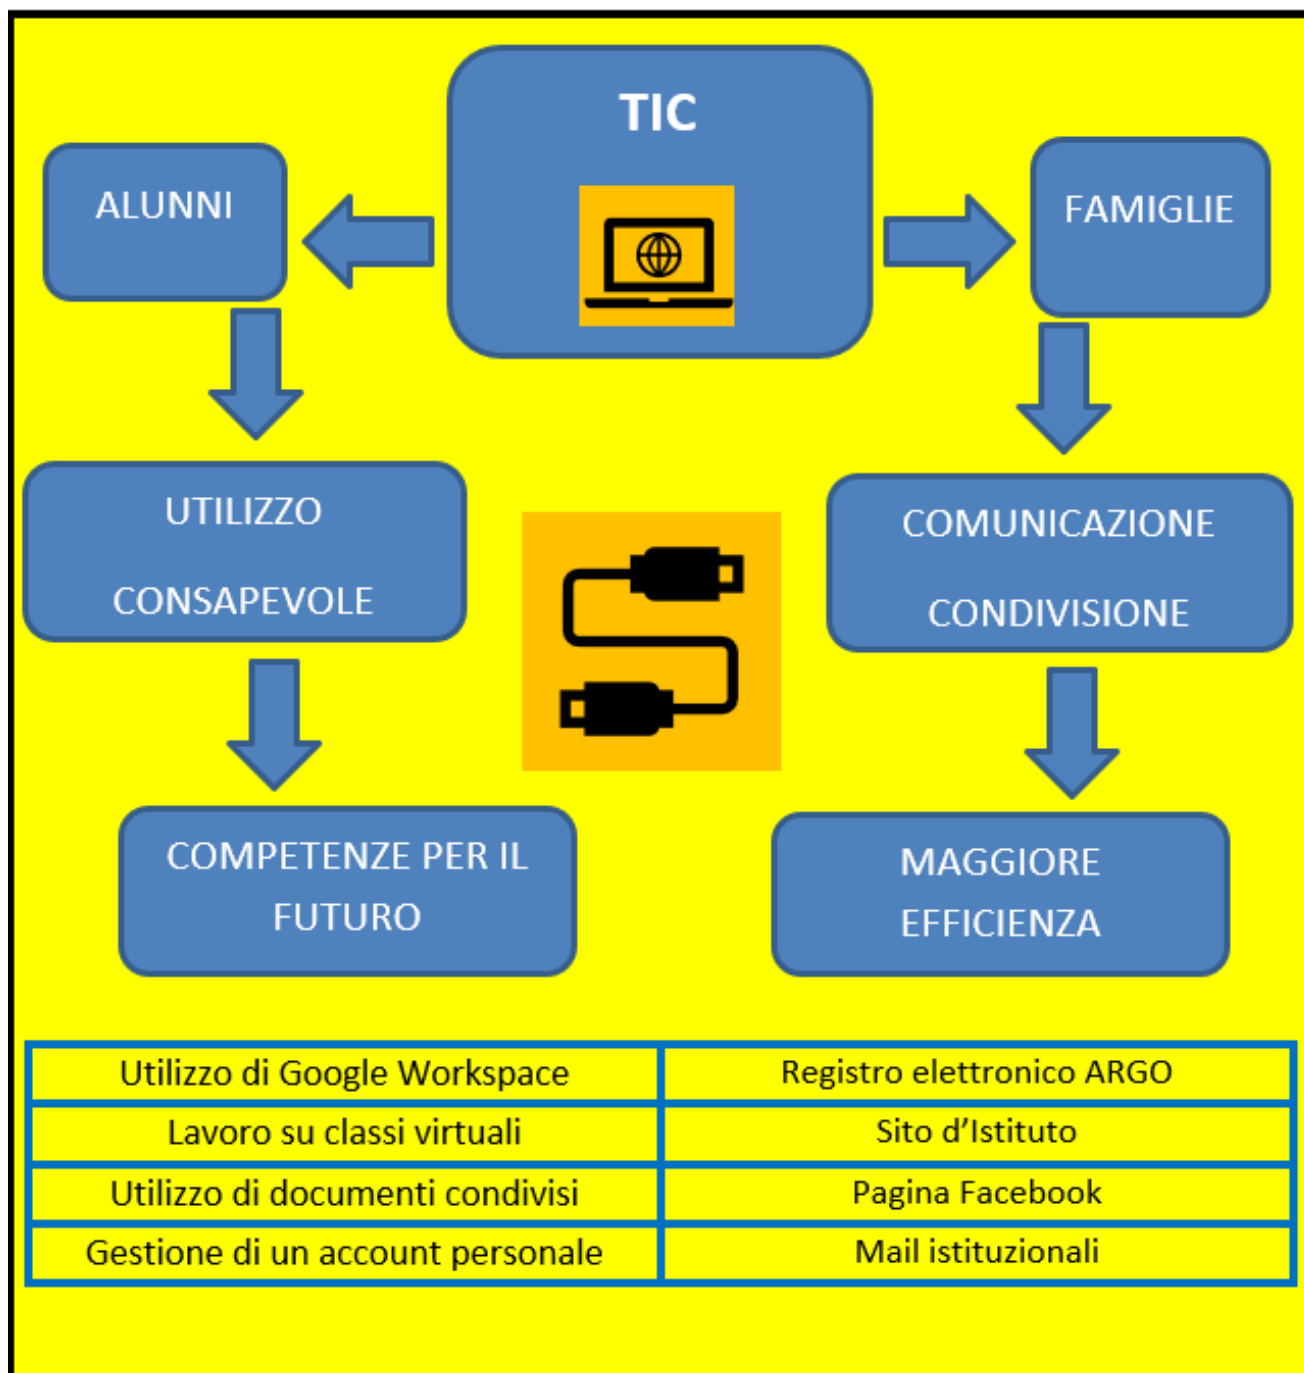 TIC
ALUNNI
FAMIGLIE
UTILIZZO
CONSAPEVOLE
COMUNICAZIONE
CONDIVISIONE
COMPETENZE PER IL
FUTURO
MAGGIORE
EFFICIENZA
Utilizzo di Google Workspace
Registro elettronico ARGO
Lavoro su classi virtuali
Sito d’Istituto
Utilizzo di documenti condivisi
Pagina Facebook
Gestione di un account personale
Mail istituzionali